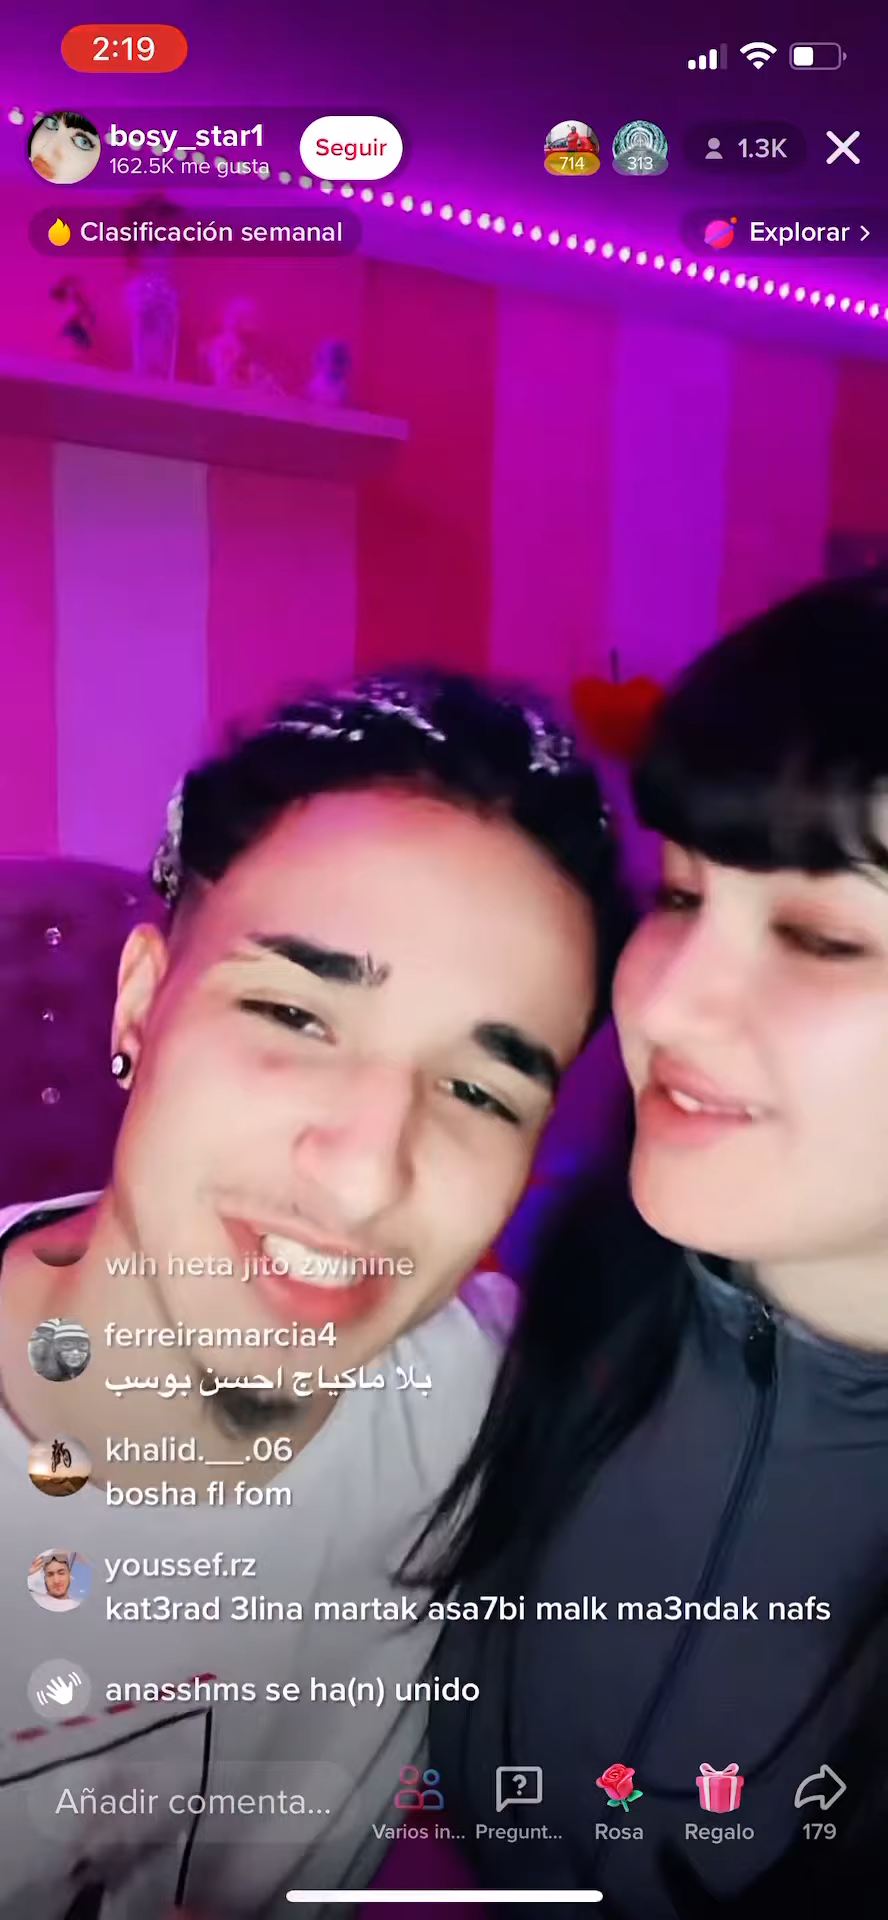 2:19
bosy_star1
162.5K me gusta
Seguir
714
313
1.3K
Clasificación semanal
Explorar >
wlh heta jitõ zwinine
ferreiramarcia4
بلا ماكياج احسن بوسب
khalid.__.06
bosha fl fom
youssef.rz
kat3rad 3lina martak asa7bi malk ma3ndak nafs
anasshms se ha(n) unido
Añadir comenta...
Varios in...
Pregunt...
Rosa
Regalo
179